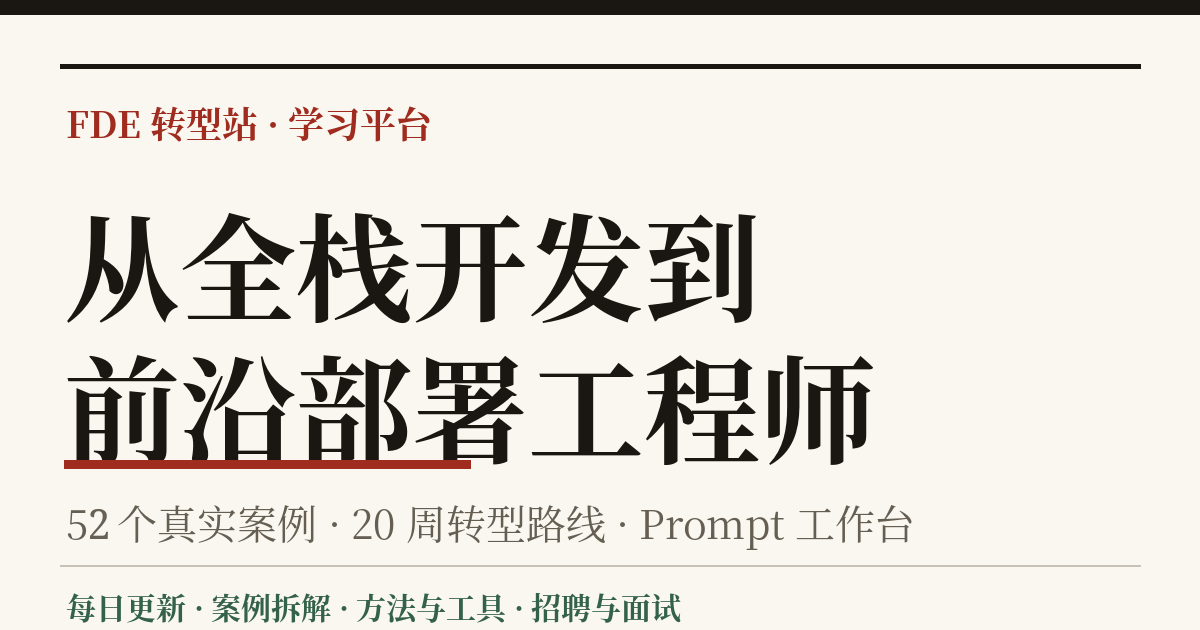 FDE 转型站 · 学习平台
从全栈开发到
前沿部署工程师
52 个真实案例 · 20 周转型路线 · Prompt 工作台
每日更新 · 案例拆解 · 方法与工具 · 招聘与面试